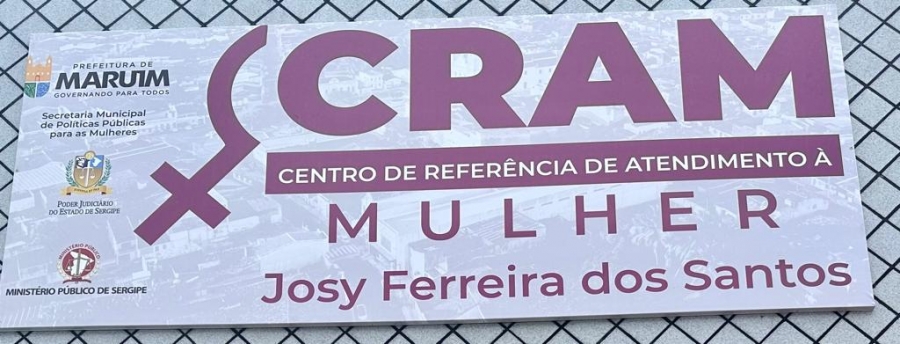 PREFEITURA DE
MARUIM
GOVERNANDO PARA TODOS
Secretaria Municipal
de Políticas Públicas
para as Mulheres
PODER JUDICIÁRIO
DO ESTADO DE SERGIPE
MINISTÉRIO PÚBLICO
MINISTÉRIO PÚBLICO DE SERGIPE
CRAM
CENTRO DE REFERÊNCIA DE ATENDIMENTO À
MULHER
Josy Ferreira dos Santos